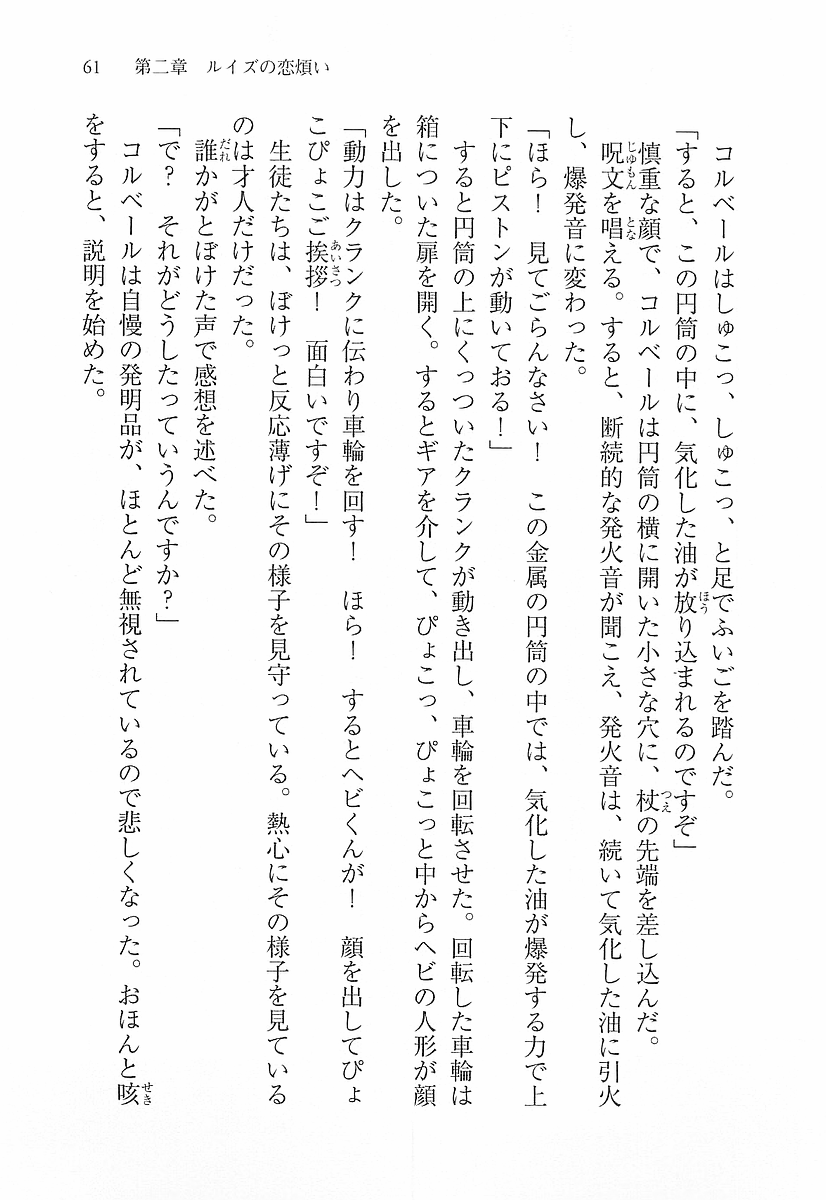 61　第二章　ルイズの恋煩い
　コルベールはしゅこっ、しゅこっ、と足でふいごを踏んだ。
「すると、この円筒の中に、気化した油が放り込まれるのですぞ」
　慎重な顔で、コルベールは円筒の横に開いた小さな穴に、杖の先端を差し込んだ。
　呪文を唱える。すると、断続的な発火音が聞こえ、発火音は、続いて気化した油に引火
し、爆発音に変わった。
「ほら！　見てごらんなさい！　この金属の円筒の中では、気化した油が爆発する力で上
下にピストンが動いておる！」
　すると円筒の上にくっついたクランクが動き出し、車輪を回転させた。回転した車輪は
箱についた扉を開く。するとギアを介して、ぴょこっ、ぴょこっと中からヘビの人形が顔
を出した。
「動力はクランクに伝わり車輪を回す！　ほら！　するとヘビくんが！　顔を出してぴょ
こぴょこご挨拶！　面白いですぞ！」
　生徒たちは、ぼけっと反応薄げにその様子を見守っている。熱心にその様子を見ている
のは才人だけだった。
　誰かがとぼけた声で感想を述べた。
「で？　それがどうしたっていうんですか？」
　コルベールは自慢の発明品が、ほとんど無視されているので悲しくなった。おほんと咳
をすると、説明を始めた。